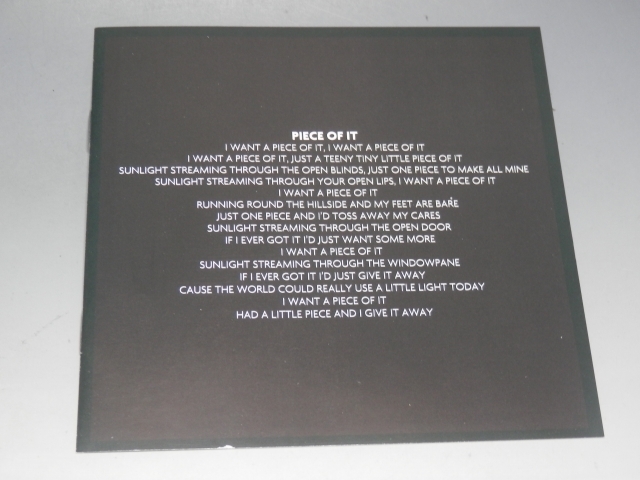 PIECE OF IT
I WANT A PIECE OF IT, I WANT A PIECE OF IT
I WANT A PIECE OF IT, JUST A TEENY TINY LITTLE PIECE OF IT
SUNLIGHT STREAMING THROUGH THE OPEN BLINDS, JUST ONE PIECE TO MAKE ALL MINE
SUNLIGHT STREAMING THROUGH YOUR OPEN LIPS, I WANT A PIECE OF IT
I WANT A PIECE OF IT
RUNNING ROUND THE HILLSIDE AND MY FEET ARE BARE
JUST ONE PIECE AND I'D TOSS AWAY MY CARES
SUNLIGHT STREAMING THROUGH THE OPEN DOOR
IF I EVER GOT IT I'D JUST WANT SOME MORE
I WANT A PIECE OF IT
SUNLIGHT STREAMING THROUGH THE WINDOWPANE
IF I EVER GOT IT I'D JUST GIVE IT AWAY
CAUSE THE WORLD COULD REALLY USE A LITTLE LIGHT TODAY
I WANT A PIECE OF IT
HAD A LITTLE PIECE AND I GIVE IT AWAY